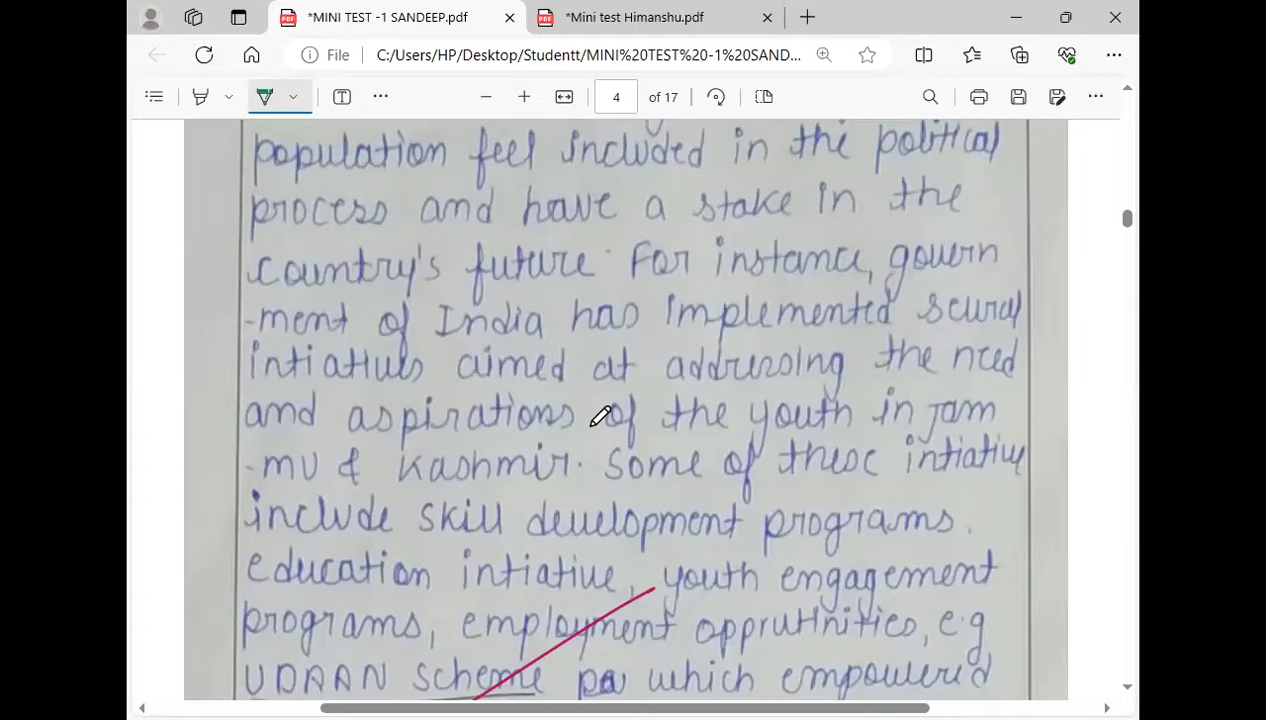 *MINI TEST -1 SANDEEP.pdf
*Mini test Himanshu.pdf
File
C:/Users/HP/Desktop/Studentt/MINI%20TEST%20-1%20SAND...
4 of 17
population feel included in the political
process and have a stake in the
country's future. For instance, govern
-ment of India has implemented sevral
intiatives aimed at addressing the need
and aspirations of the youth in jam
-mu & Kashmir. Some of these intiative
include skill development programs.
education intiative, youth engagement
programs, employment opprutinities, e.g
UDAAN scheme which empowered